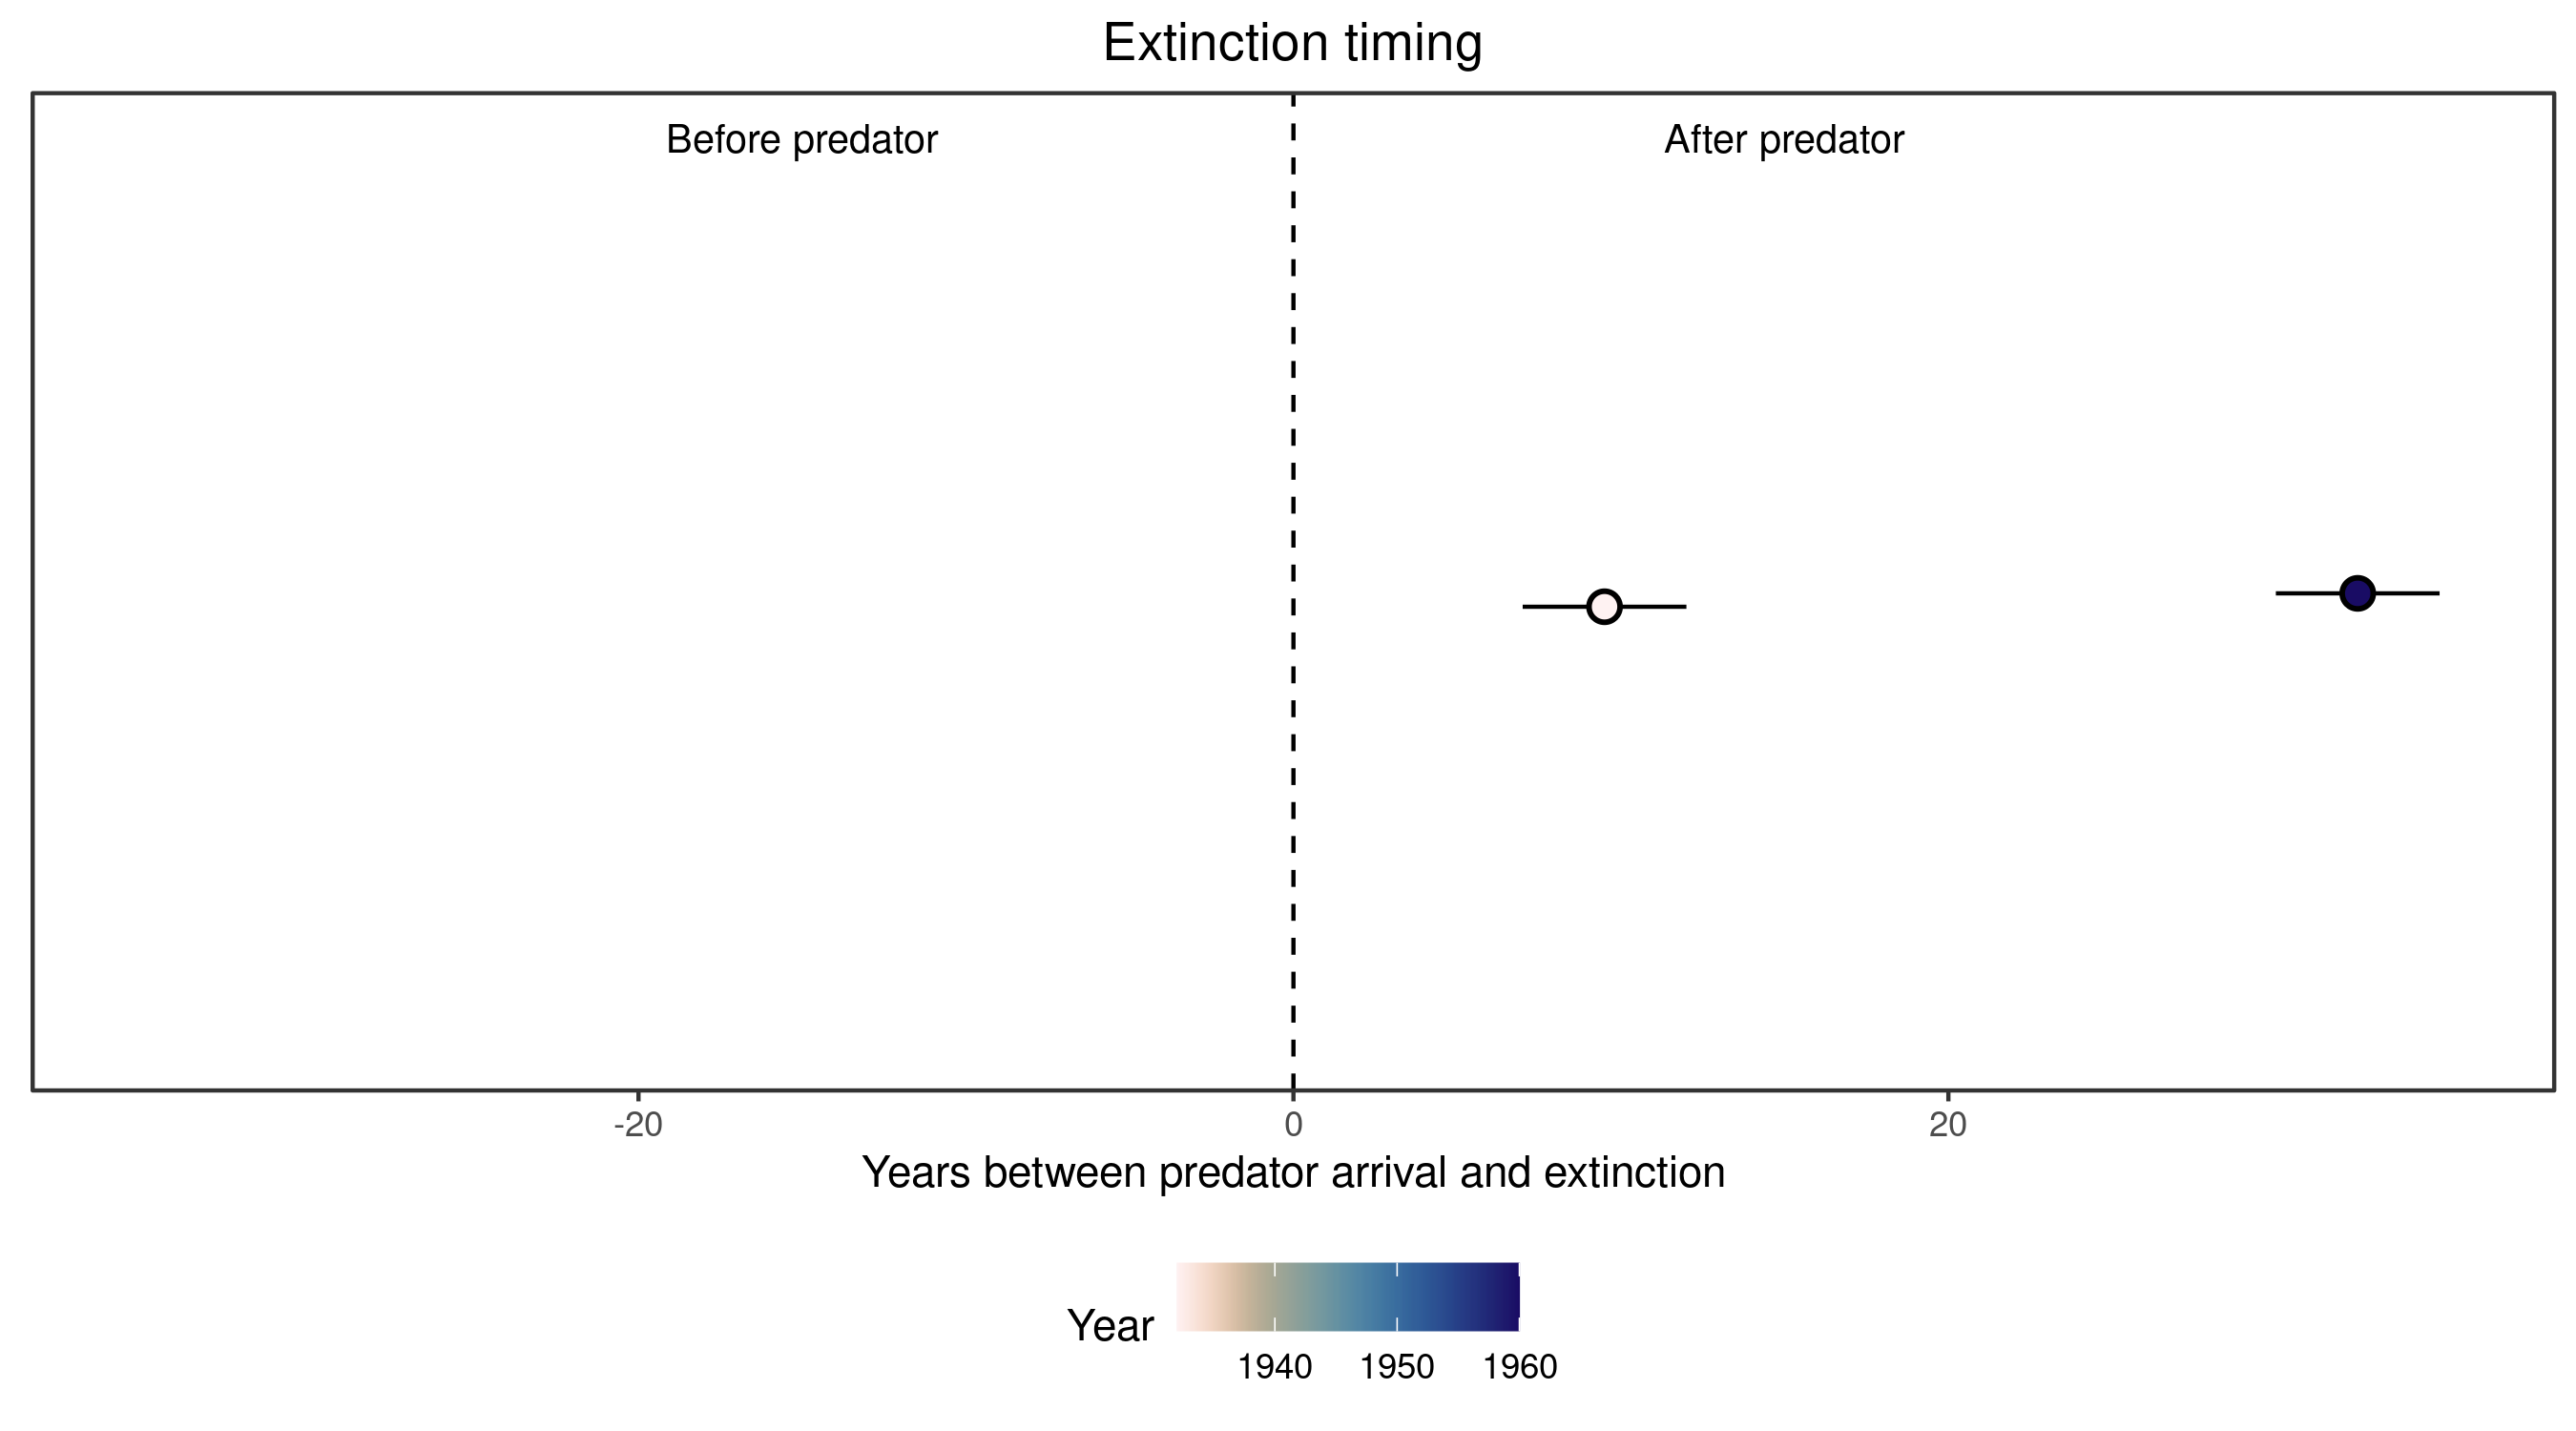 Extinction timing
Before predator
After predator
-20
0
20
Years between predator arrival and extinction
Year
1940
1950
1960